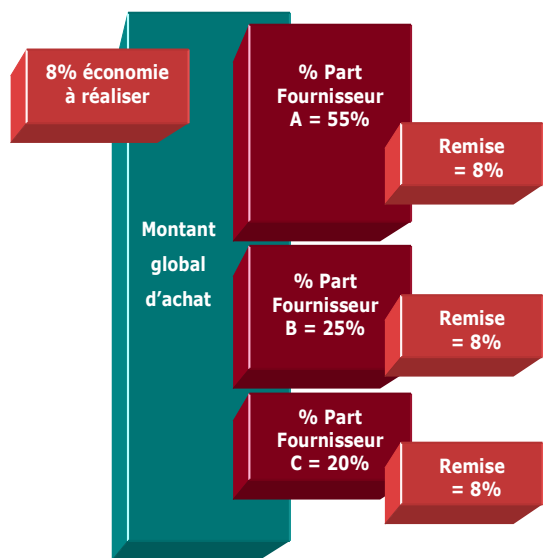 8% économie
à réaliser
% Part
Fournisseur
A = 55%
Remise
= 8%
Montant
global
d’achat
% Part
Fournisseur
B = 25%
Remise
= 8%
% Part
Fournisseur
C = 20%
Remise
= 8%